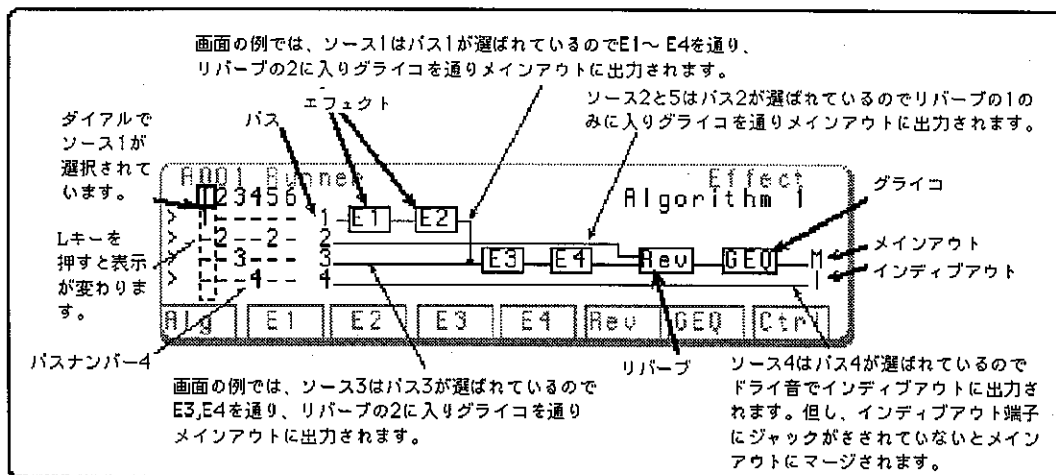 画面の例では、ソース1はバス1が選ばれているのでE1～E4を通り、
リバーブの2に入りグライコを通りメインアウトに出力されます。
エフェクト
バス
ソース2と5はバス2が選ばれているのでリバーブの1の
みに入りグライコを通りメインアウトに出力されます。
ダイアルで
ソース1が
選択されて
います。
グライコ
Effect
123456
Algorithm 1
>1----- 1 E1 E2
>-2--2- 2
>--3--- 3 E3 E4 Rev GEQ M
>---4-- 4 I
メインアウト
インディブアウト
Lキーを
押すと表示
が変わりま
す。
Alg E1 E2 E3 E4 Rev GEQ Ctrl
バスナンバー4
リバーブ
画面の例では、ソース3はバス3が選ばれているので
E3,E4を通り、リバーブの2に入りグライコを通り
メインアウトに出力されます。
ソース4はバス4が選ばれているので
ドライ音でインディブアウトに出力さ
れます。但し、インディブアウト端子
にジャックがさされていないとメイン
アウトにマージされます。